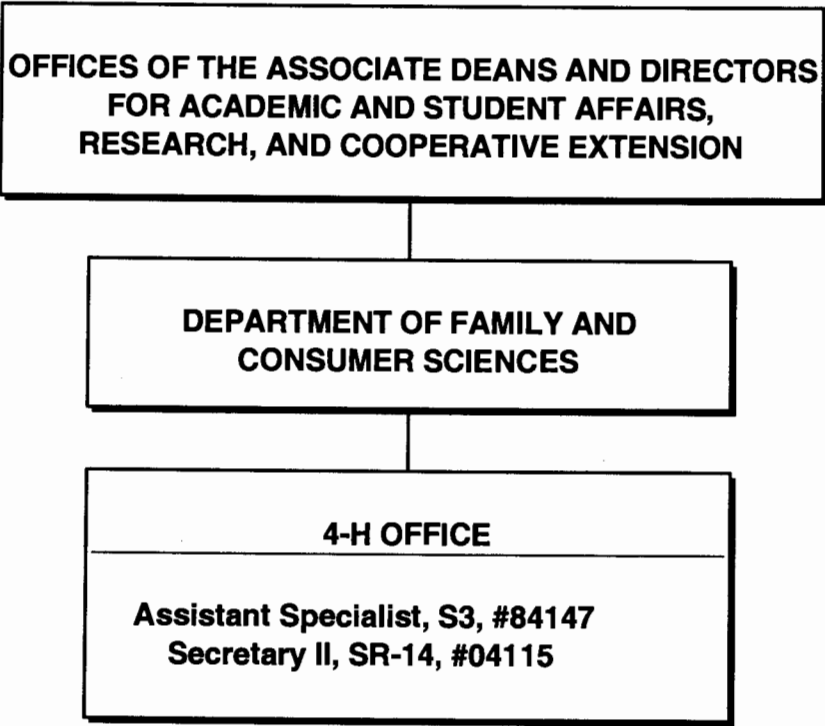 OFFICES OF THE ASSOCIATE DEANS AND DIRECTORS
FOR ACADEMIC AND STUDENT AFFAIRS,
RESEARCH, AND COOPERATIVE EXTENSION
DEPARTMENT OF FAMILY AND
CONSUMER SCIENCES
4-H OFFICE
Assistant Specialist, S3, #84147
Secretary II, SR-14, #04115